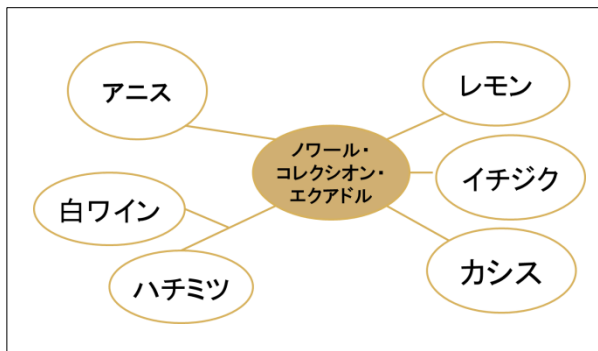 アニス
レモン
ノワール・
コレクシオン・
エクアドル
イチジク
白ワイン
ハチミツ
カシス